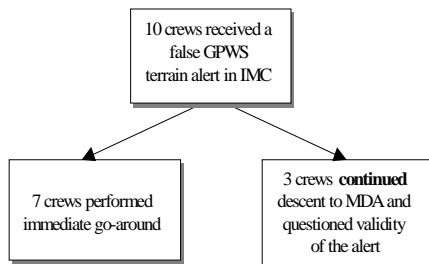 10 crews received a
false GPWS
terrain alert in IMC
7 crews performed
immediate go-around
3 crews continued
descent to MDA and
questioned validity
of the alert